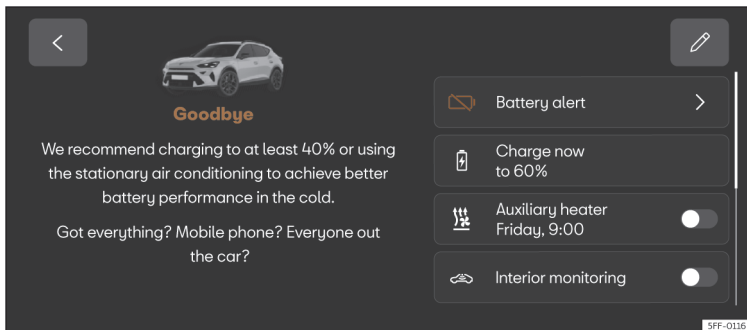 Goodbye
We recommend charging to at least 40% or using
the stationary air conditioning to achieve better
battery performance in the cold.
Got everything? Mobile phone? Everyone out
the car?
Battery alert
Charge now
to 60%
Auxiliary heater
Friday, 9:00
Interior monitoring
5FF-0116